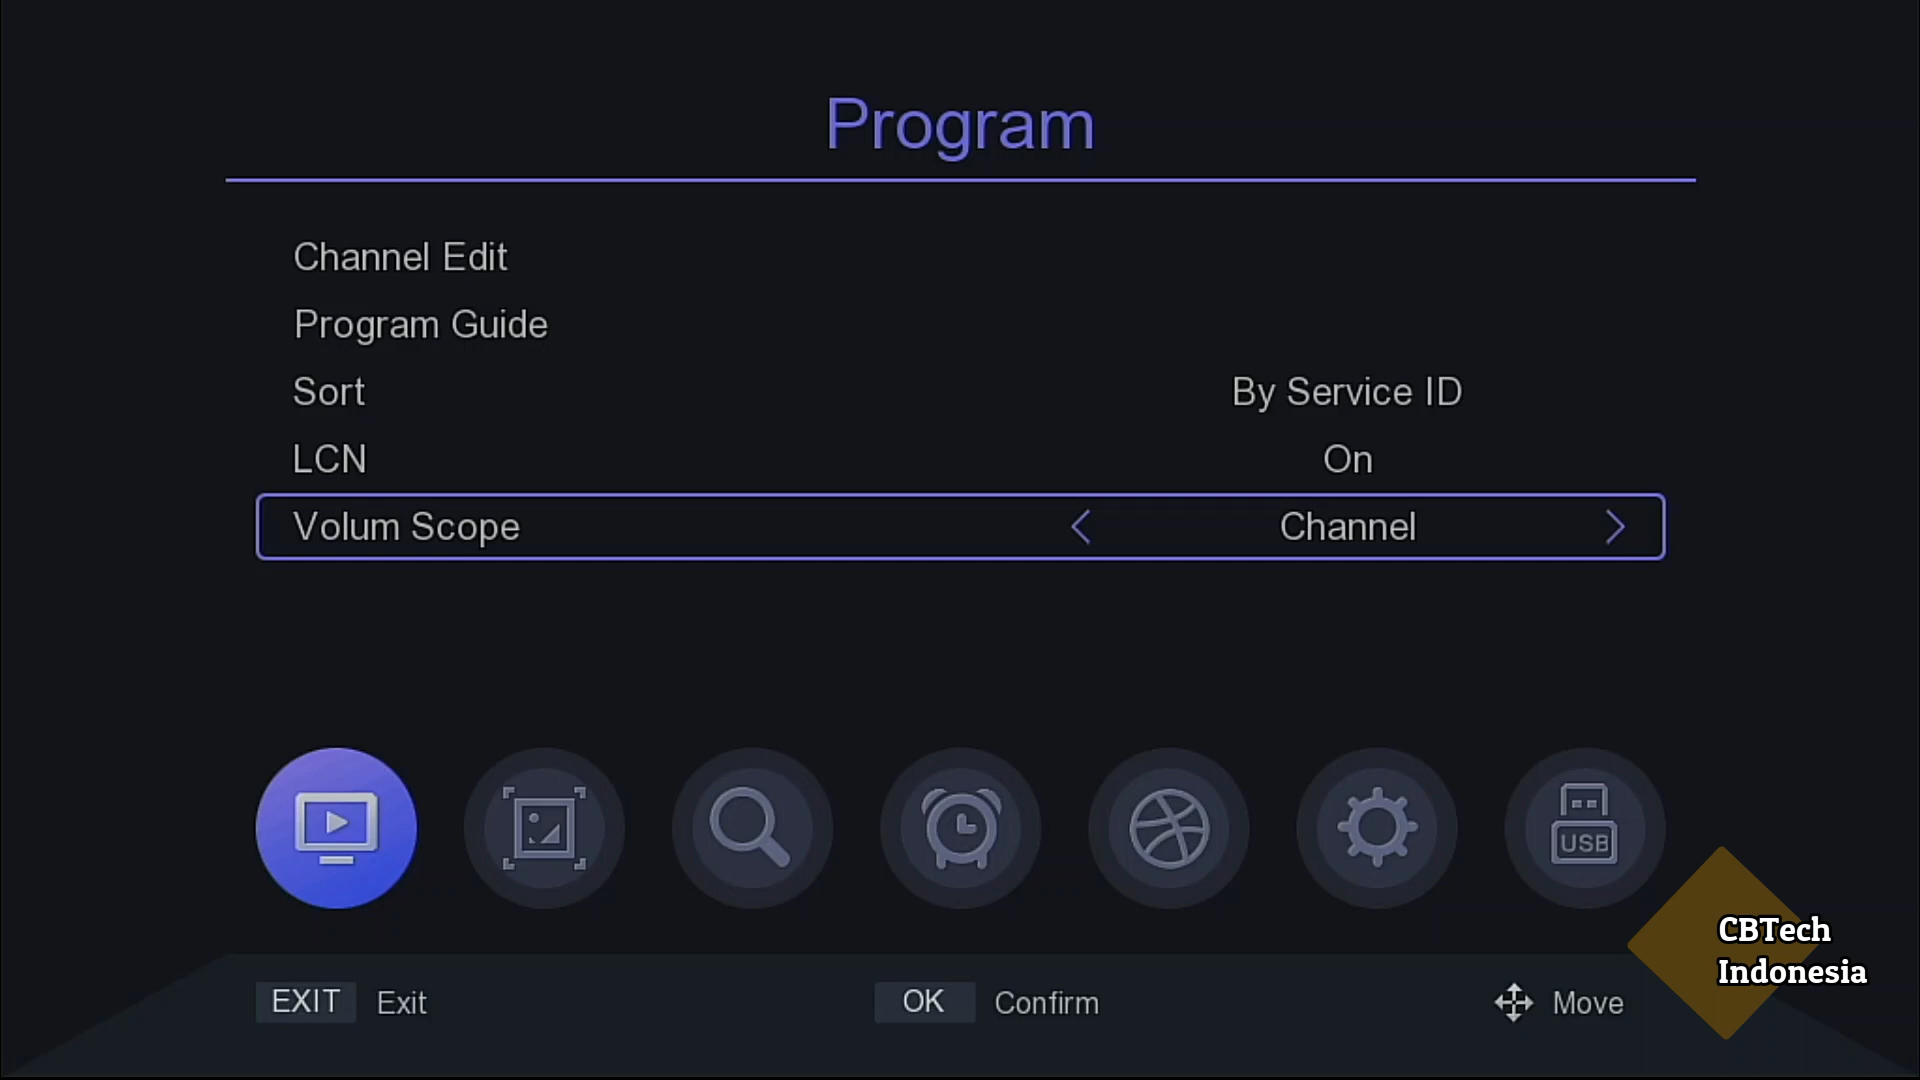 Program
Channel Edit
Program Guide
Sort By Service ID
LCN On
Volum Scope Channel
USB
EXIT Exit OK Confirm Move
CBTech
Indonesia